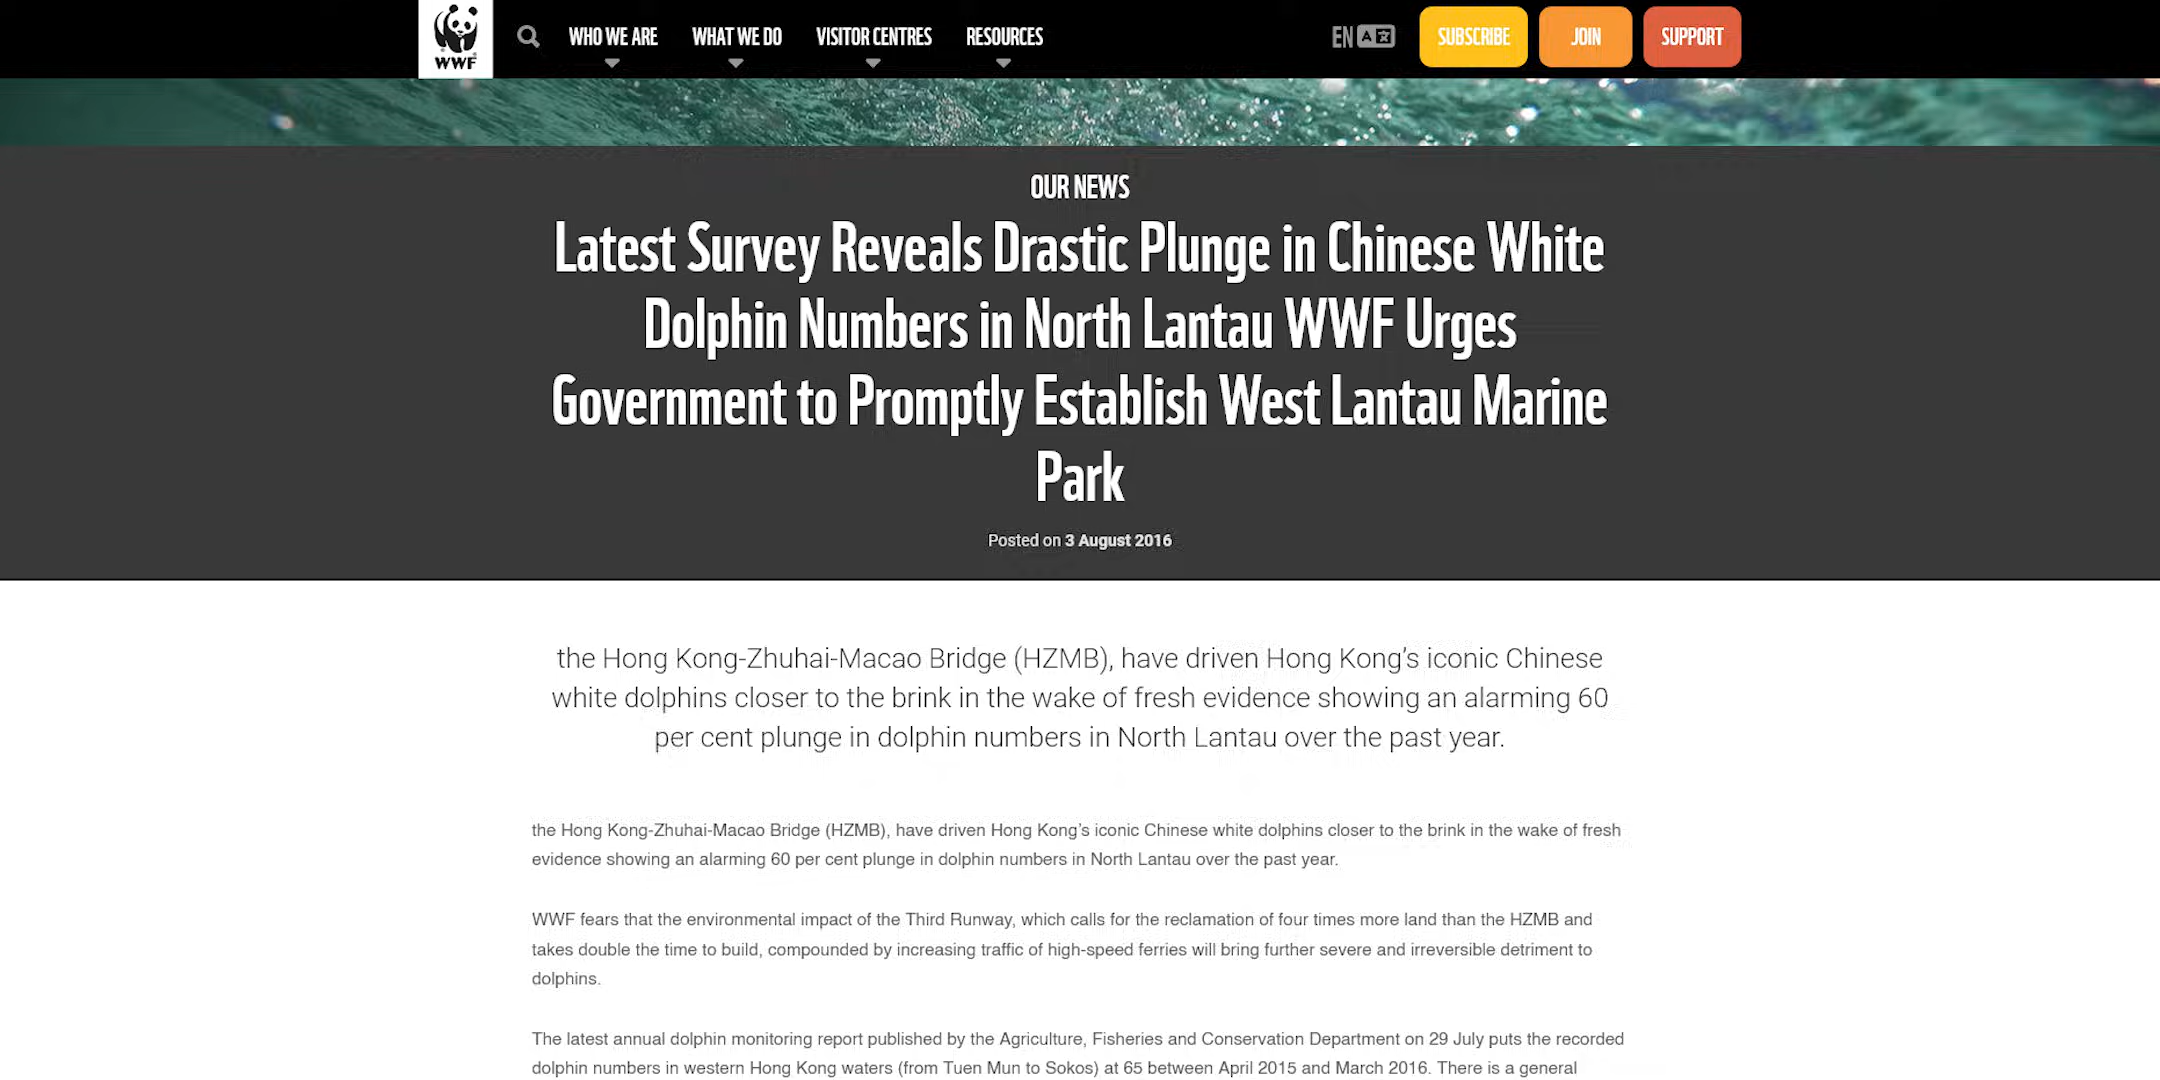 WWF
WHO WE ARE
WHAT WE DO
VISITOR CENTRES
RESOURCES
EN
SUBSCRIBE
JOIN
SUPPORT
OUR NEWS
Latest Survey Reveals Drastic Plunge in Chinese White
Dolphin Numbers in North Lantau WWF Urges
Government to Promptly Establish West Lantau Marine
Park
Posted on 3 August 2016
the Hong Kong-Zhuhai-Macao Bridge (HZMB), have driven Hong Kong’s iconic Chinese
white dolphins closer to the brink in the wake of fresh evidence showing an alarming 60
per cent plunge in dolphin numbers in North Lantau over the past year.
the Hong Kong-Zhuhai-Macao Bridge (HZMB), have driven Hong Kong’s iconic Chinese white dolphins closer to the brink in the wake of fresh
evidence showing an alarming 60 per cent plunge in dolphin numbers in North Lantau over the past year.
WWF fears that the environmental impact of the Third Runway, which calls for the reclamation of four times more land than the HZMB and
takes double the time to build, compounded by increasing traffic of high-speed ferries will bring further severe and irreversible detriment to
dolphins.
The latest annual dolphin monitoring report published by the Agriculture, Fisheries and Conservation Department on 29 July puts the recorded
dolphin numbers in western Hong Kong waters (from Tuen Mun to Sokos) at 65 between April 2015 and March 2016. There is a general